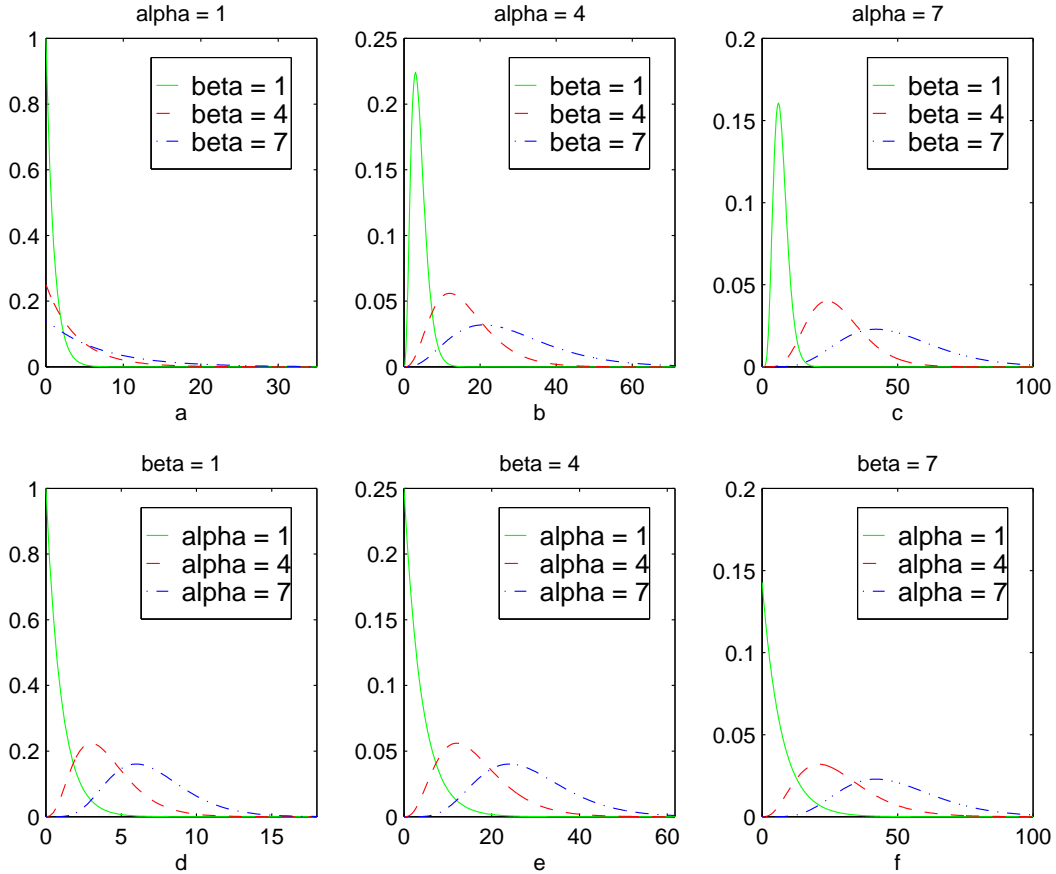 alpha = 1
1
0.8
0.6
0.4
0.2
0
0
10
20
30
a
beta = 1
beta = 4
beta = 7
alpha = 4
0.25
0.2
0.15
0.1
0.05
0
0
20
40
60
b
beta = 1
beta = 4
beta = 7
alpha = 7
0.2
0.15
0.1
0.05
0
0
50
100
c
beta = 1
beta = 4
beta = 7
beta = 1
1
0.8
0.6
0.4
0.2
0
0
5
10
15
d
alpha = 1
alpha = 4
alpha = 7
beta = 4
0.25
0.2
0.15
0.1
0.05
0
0
20
40
60
e
alpha = 1
alpha = 4
alpha = 7
beta = 7
0.2
0.15
0.1
0.05
0
0
50
100
f
alpha = 1
alpha = 4
alpha = 7